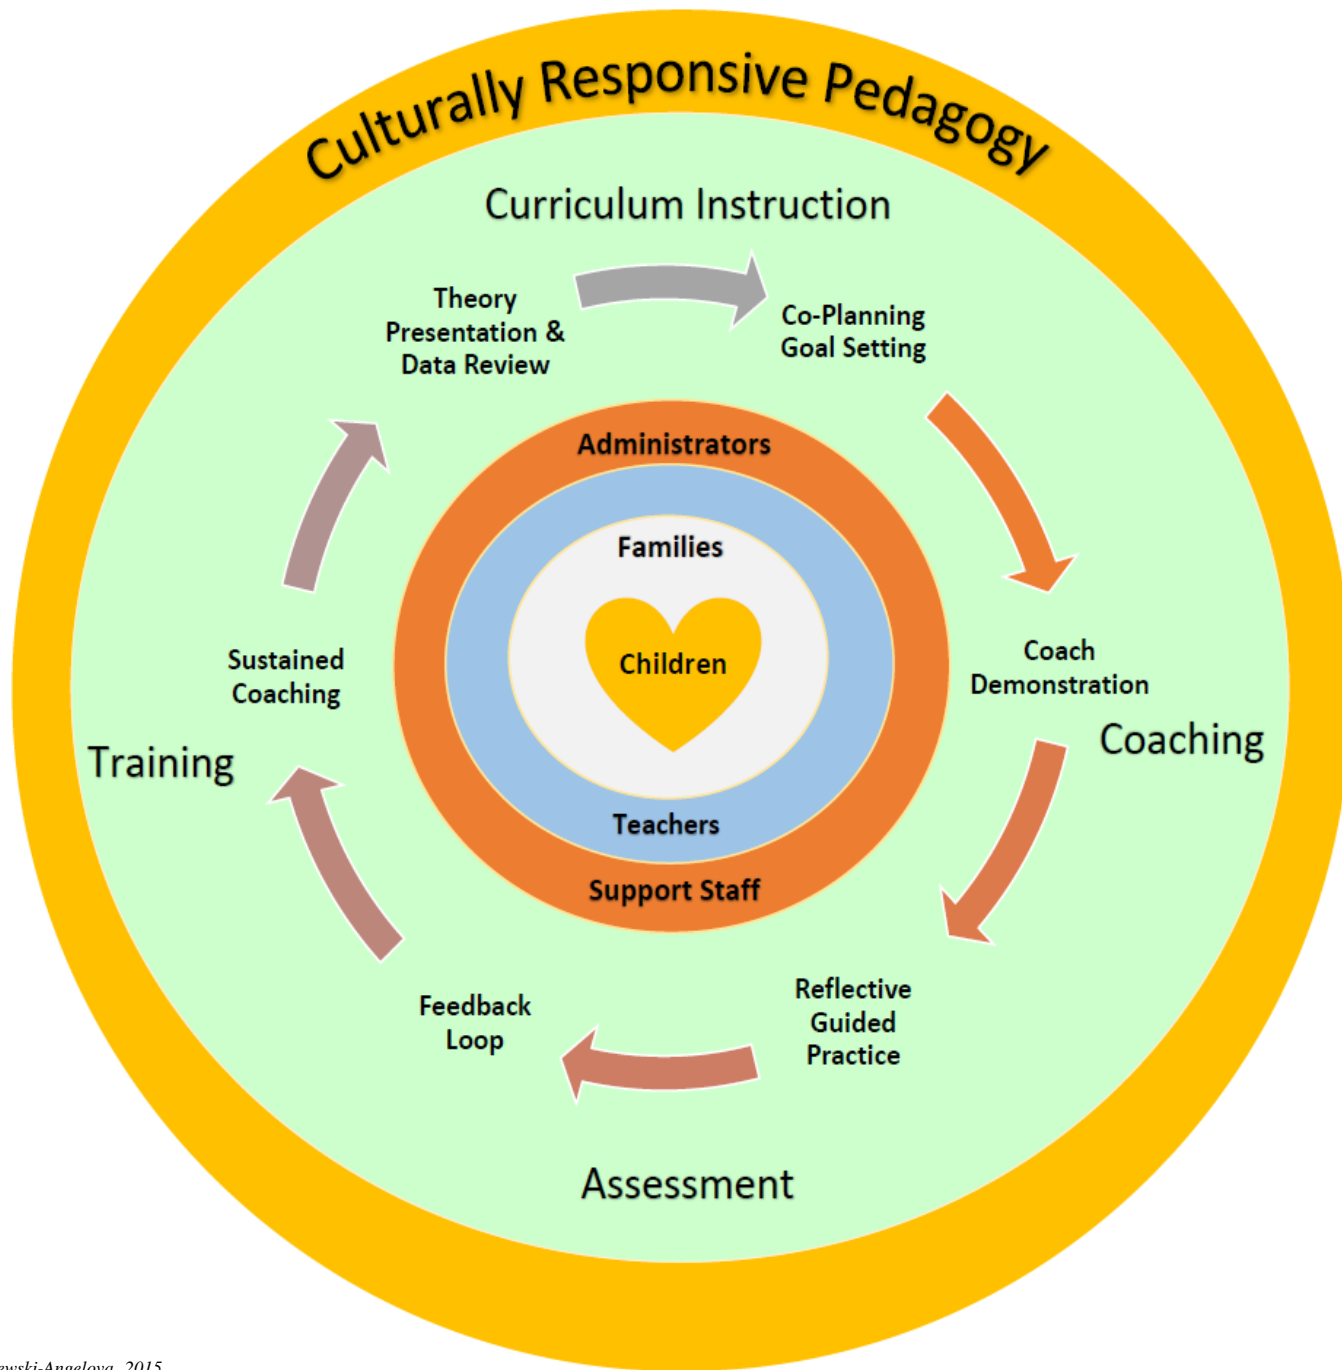 Culturally Responsive Pedagogy
Curriculum Instruction
Theory
Presentation &
Data Review
Co-Planning
Goal Setting
Administrators
Families
Children
Sustained
Coaching
Coach
Demonstration
Training
Coaching
Teachers
Support Staff
Feedback
Loop
Reflective
Guided
Practice
Assessment
2015